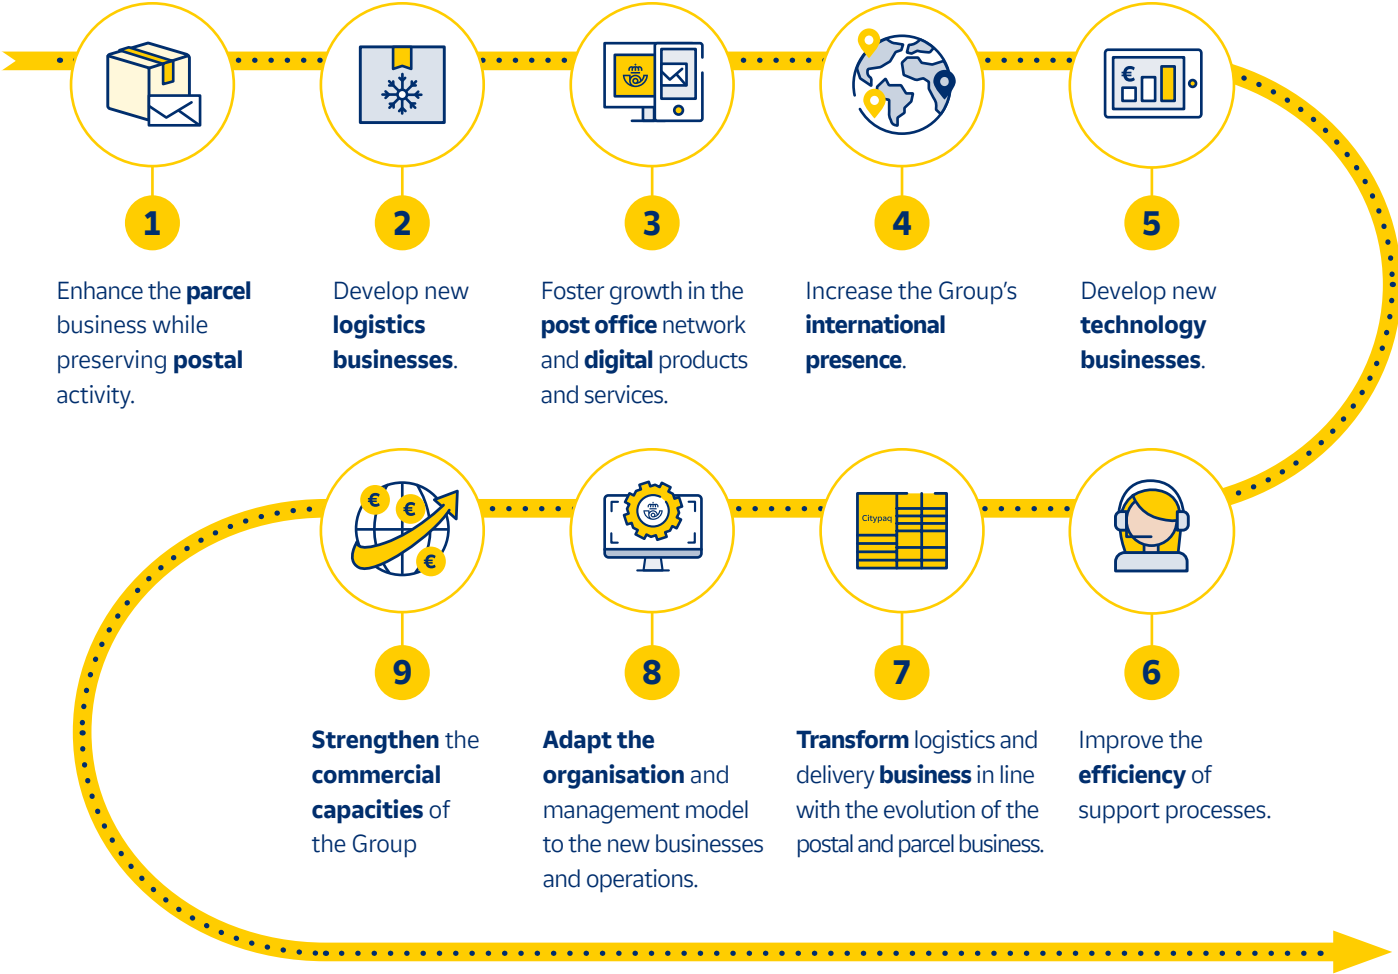 €
1
2
3
4
5
Enhance the parcel
business while
preserving postal
activity.
Develop new
logistics
businesses.
Foster growth in the
post office network
and digital products
and services.
Increase the Group’s
international
presence.
Develop new
technology
businesses.
€
€
€
Citypaq
9
8
7
6
Strengthen the
commercial
capacities of
the Group
Adapt the
organisation and
management model
to the new businesses
and operations.
Transform logistics and
delivery business in line
with the evolution of the
postal and parcel business.
Improve the
efficiency of
support processes.